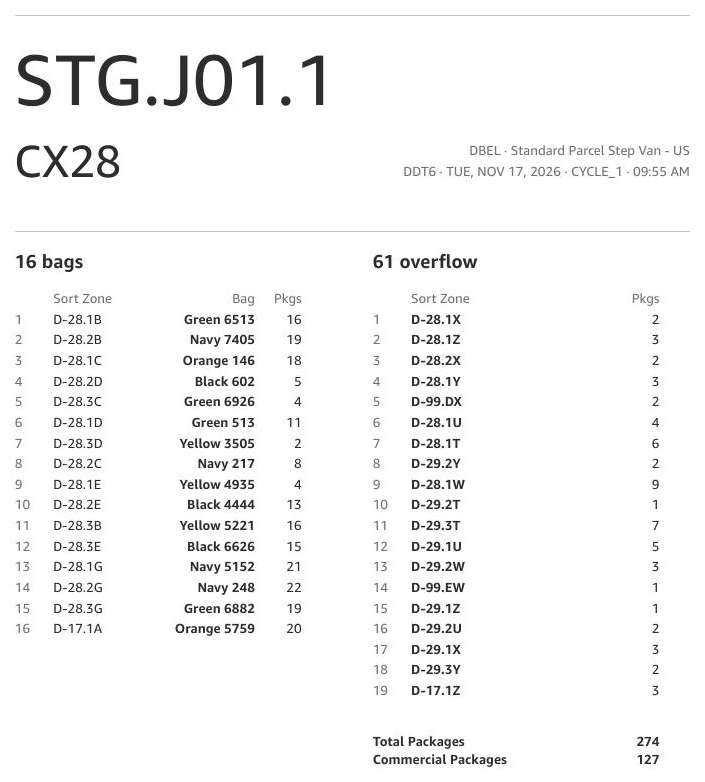 STG.J01.1
CX28
DBEL · Standard Parcel Step Van - US
DDT6 · TUE, NOV 17, 2026 · CYCLE_1 · 09:55 AM
16 bags
Sort Zone Bag Pkgs
1 D-28.1B Green 6513 16
2 D-28.2B Navy 7405 19
3 D-28.1C Orange 146 18
4 D-28.2D Black 602 5
5 D-28.3C Green 6926 4
6 D-28.1D Green 513 11
7 D-28.3D Yellow 3505 2
8 D-28.2C Navy 217 8
9 D-28.1E Yellow 4935 4
10 D-28.2E Black 4444 13
11 D-28.3B Yellow 5221 16
12 D-28.3E Black 6626 15
13 D-28.1G Navy 5152 21
14 D-28.2G Navy 248 22
15 D-28.3G Green 6882 19
16 D-17.1A Orange 5759 20
61 overflow
Sort Zone Pkgs
1 D-28.1X 2
2 D-28.1Z 3
3 D-28.2X 2
4 D-28.1Y 3
5 D-99.DX 2
6 D-28.1U 4
7 D-28.1T 6
8 D-29.2Y 2
9 D-28.1W 9
10 D-29.2T 1
11 D-29.3T 7
12 D-29.1U 5
13 D-29.2W 3
14 D-99.EW 1
15 D-29.1Z 1
16 D-29.2U 2
17 D-29.1X 3
18 D-29.3Y 2
19 D-17.1Z 3
Total Packages 274
Commercial Packages 127